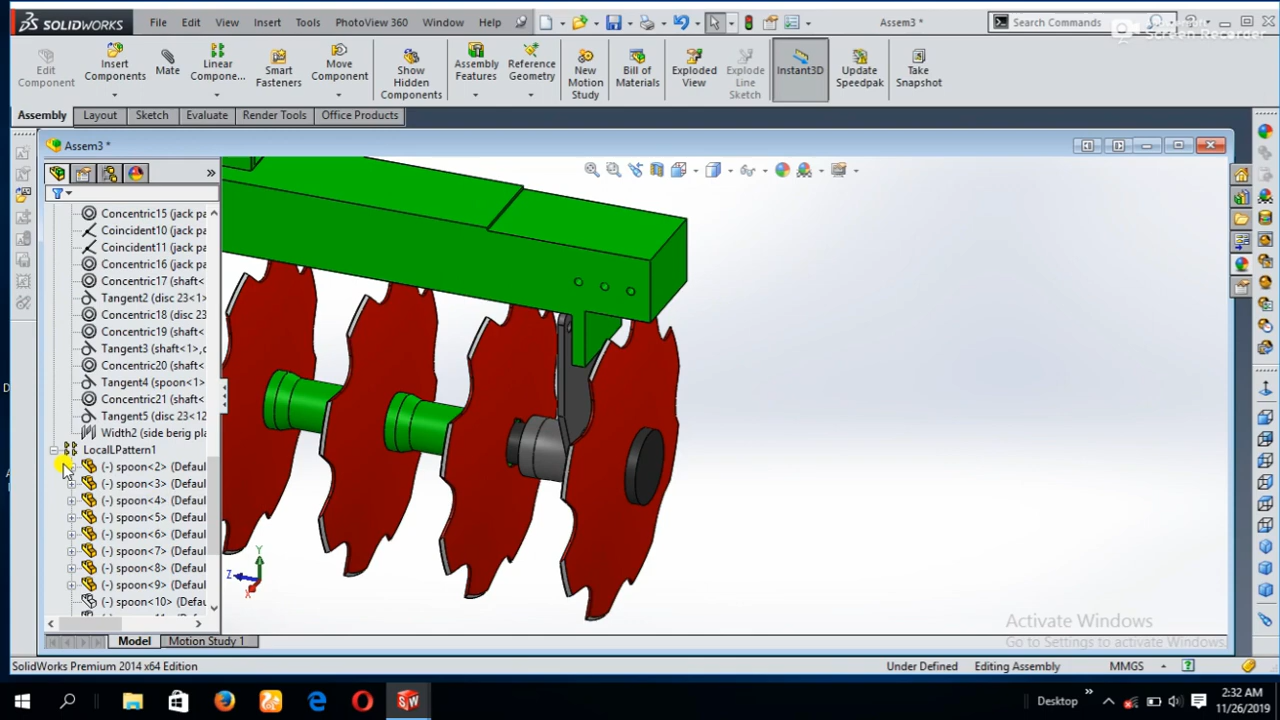 SOLIDWORKS File Edit View Insert Tools PhotoView 360 Window Help Assem3 * Search Commands
Screen Recorder
Edit Component
Insert Components
Mate
Linear Compone...
Smart Fasteners
Move Component
Show Hidden Components
Assembly Features
Reference Geometry
New Motion Study
Bill of Materials
Exploded View
Explode Line Sketch
Instant3D
Update Speedpak
Take Snapshot
Assembly Layout Sketch Evaluate Render Tools Office Products
Assem3 *
Concentric15 (jack pa
Coincident10 (jack pa
Coincident11 (jack pa
Concentric16 (jack pa
Concentric17 (shaft<
Tangent2 (disc 23<1>
Concentric18 (disc 23
Concentric19 (shaft<
Tangent3 (shaft<1>,
Concentric20 (shaft<
Tangent4 (spoon<1>
Concentric21 (shaft<
Tangent5 (disc 23<12
Width2 (side berig pla
LocalLPattern1
(-) spoon<2> (Defaul
(-) spoon<3> (Defaul
(-) spoon<4> (Defaul
(-) spoon<5> (Defaul
(-) spoon<6> (Defaul
(-) spoon<7> (Defaul
(-) spoon<8> (Defaul
(-) spoon<9> (Defaul
(-) spoon<10> (Defau
Y
Z
X
Activate Windows
Go to Settings to activate Windows.
Model Motion Study 1
SolidWorks Premium 2014 x64 Edition Under Defined Editing Assembly MMGS
Desktop 2:32 AM
11/26/2019